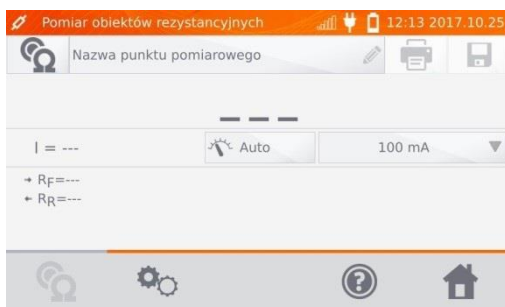 Pomiar obiektów rezystancyjnych 12:13 2017.10.25
Nazwa punktu pomiarowego
---
I = --- Auto 100 mA
→ RF=---
← RR=---
?